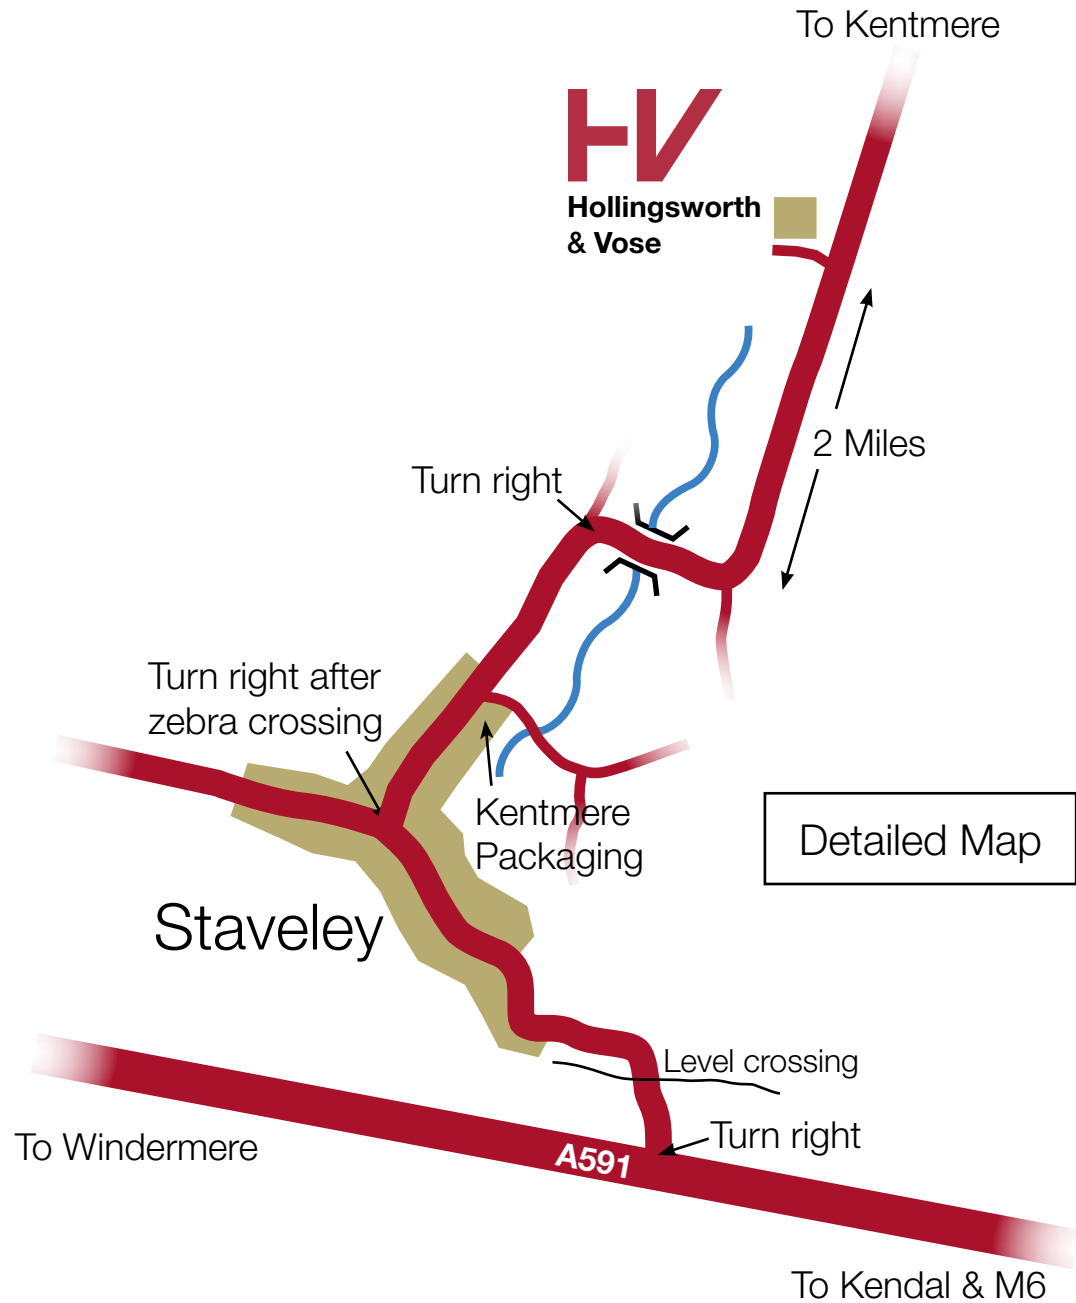 To Kentmere
HV
Hollingsworth
& Vose
2 Miles
Turn right
Turn right after
zebra crossing
Kentmere
Packaging
Detailed Map
Staveley
Level crossing
Turn right
To Windermere
A591
To Kendal & M6